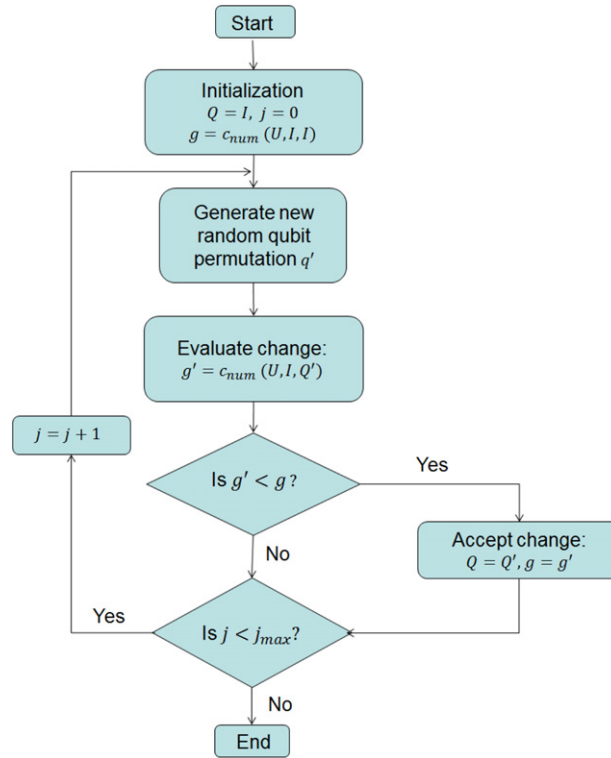 Start
Initialization
Q = I, j = 0
g = c_num (U, I, I)
Generate new
random qubit
permutation q′
Evaluate change:
g′ = c_num (U, I, Q′)
j = j + 1
Is g′ < g?
Yes
Accept change:
Q = Q′, g = g′
No
Yes
Is j < j_max?
No
End